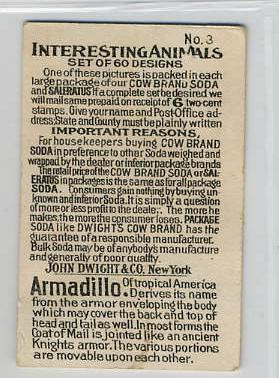 No. 3
INTERESTING ANIMALS
SET OF 60 DESIGNS
One of these pictures is packed in each
large package of our COW BRAND SODA
and SALERATUS If a complete set be desired we
will mail same prepaid on receipt of 6 two cent
stamps. Give your name and Post Office ad-
dress State and County must be plainly written
IMPORTANT REASONS,
For housekeepers buying COW BRAND
SODA in preference to other Soda weighed and
wrapped by the dealer or inferior package brands
The retail price of the COW BRAND SODA or SAL-
ERATUS in packages is the same as for all package
SODA. Consumers gain nothing by buying un-
known and inferior Soda. It is simply a question
of more or less profit to the dealer. The more he
makes, the more the consumer loses. PACKAGE
SODA like DWIGHT'S COW BRAND has the
guarantee of a responsible manufacturer.
Bulk Soda may be of anybody's manufacture
and generally of poor quality.
JOHN DWIGHT & CO. New York
Armadillo. Of tropical America
Derives its name
from the armor enveloping the body
which may cover the back and top of
head and tail as well. In most forms the
Coat of Mail is jointed like an ancient
Knights armor. The various portions
are movable upon each other.